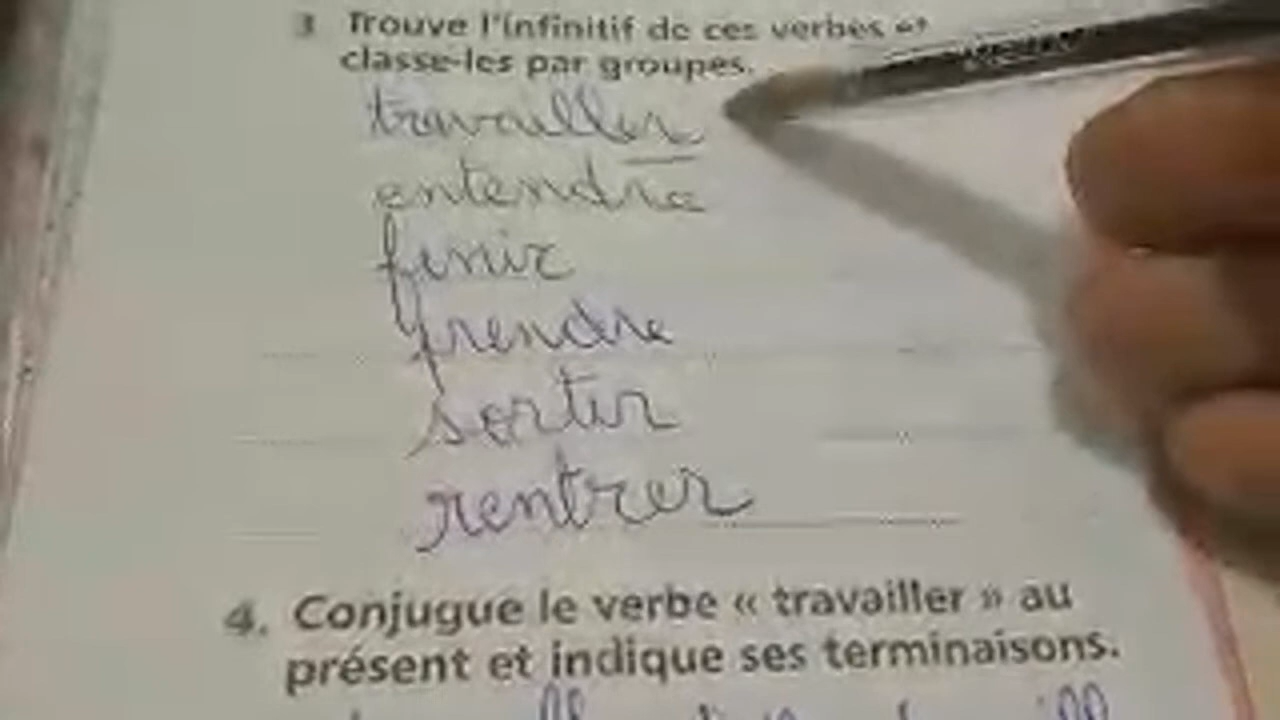 3 Trouve l'infinitif de ces verbes et
classe-les par groupes.
travailler
entendre
finir
prendre
sortir
rentrer
4. Conjugue le verbe « travailler » au
présent et indique ses terminaisons.